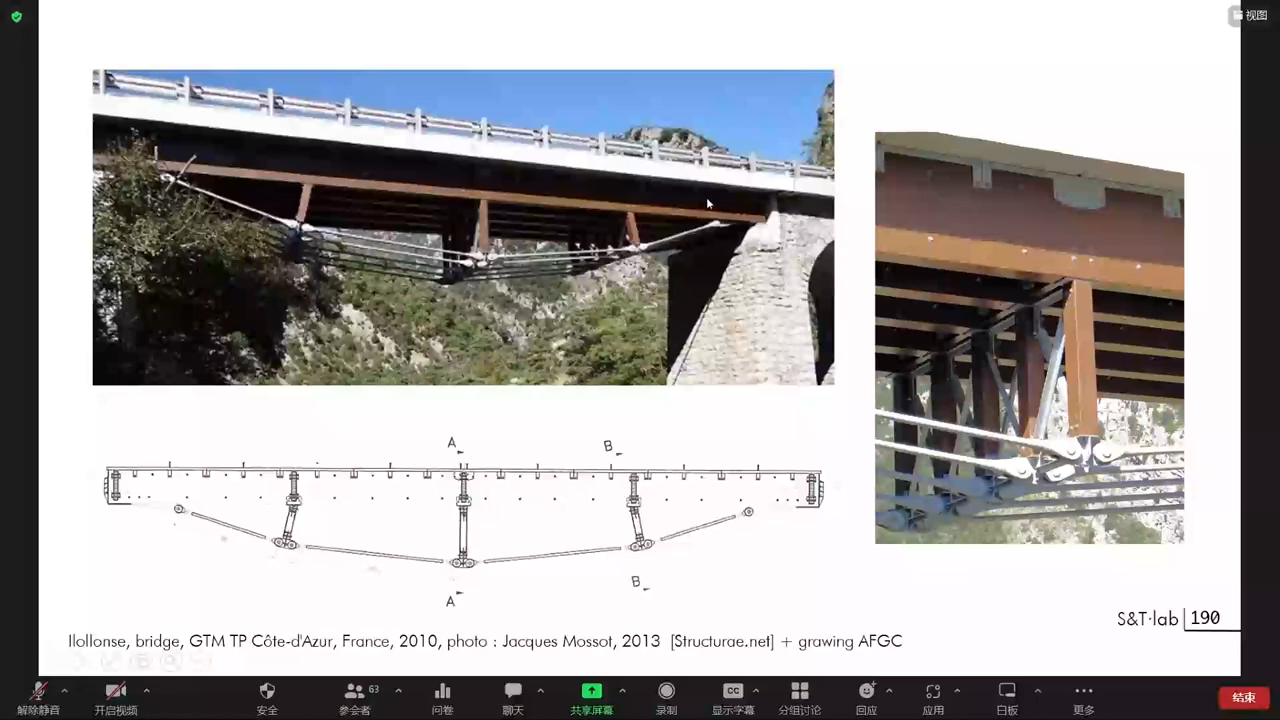 视图
A
B
B
A
S&T·lab 190
Ilollonse, bridge, GTM TP Côte-d'Azur, France, 2010, photo : Jacques Mossot, 2013 [Structurae.net] + grawing AFGC
解除静音
开启视频
安全
63
参会者
问卷
聊天
共享屏幕
录制
CC
显示字幕
分组讨论
回应
应用
白板
更多
结束